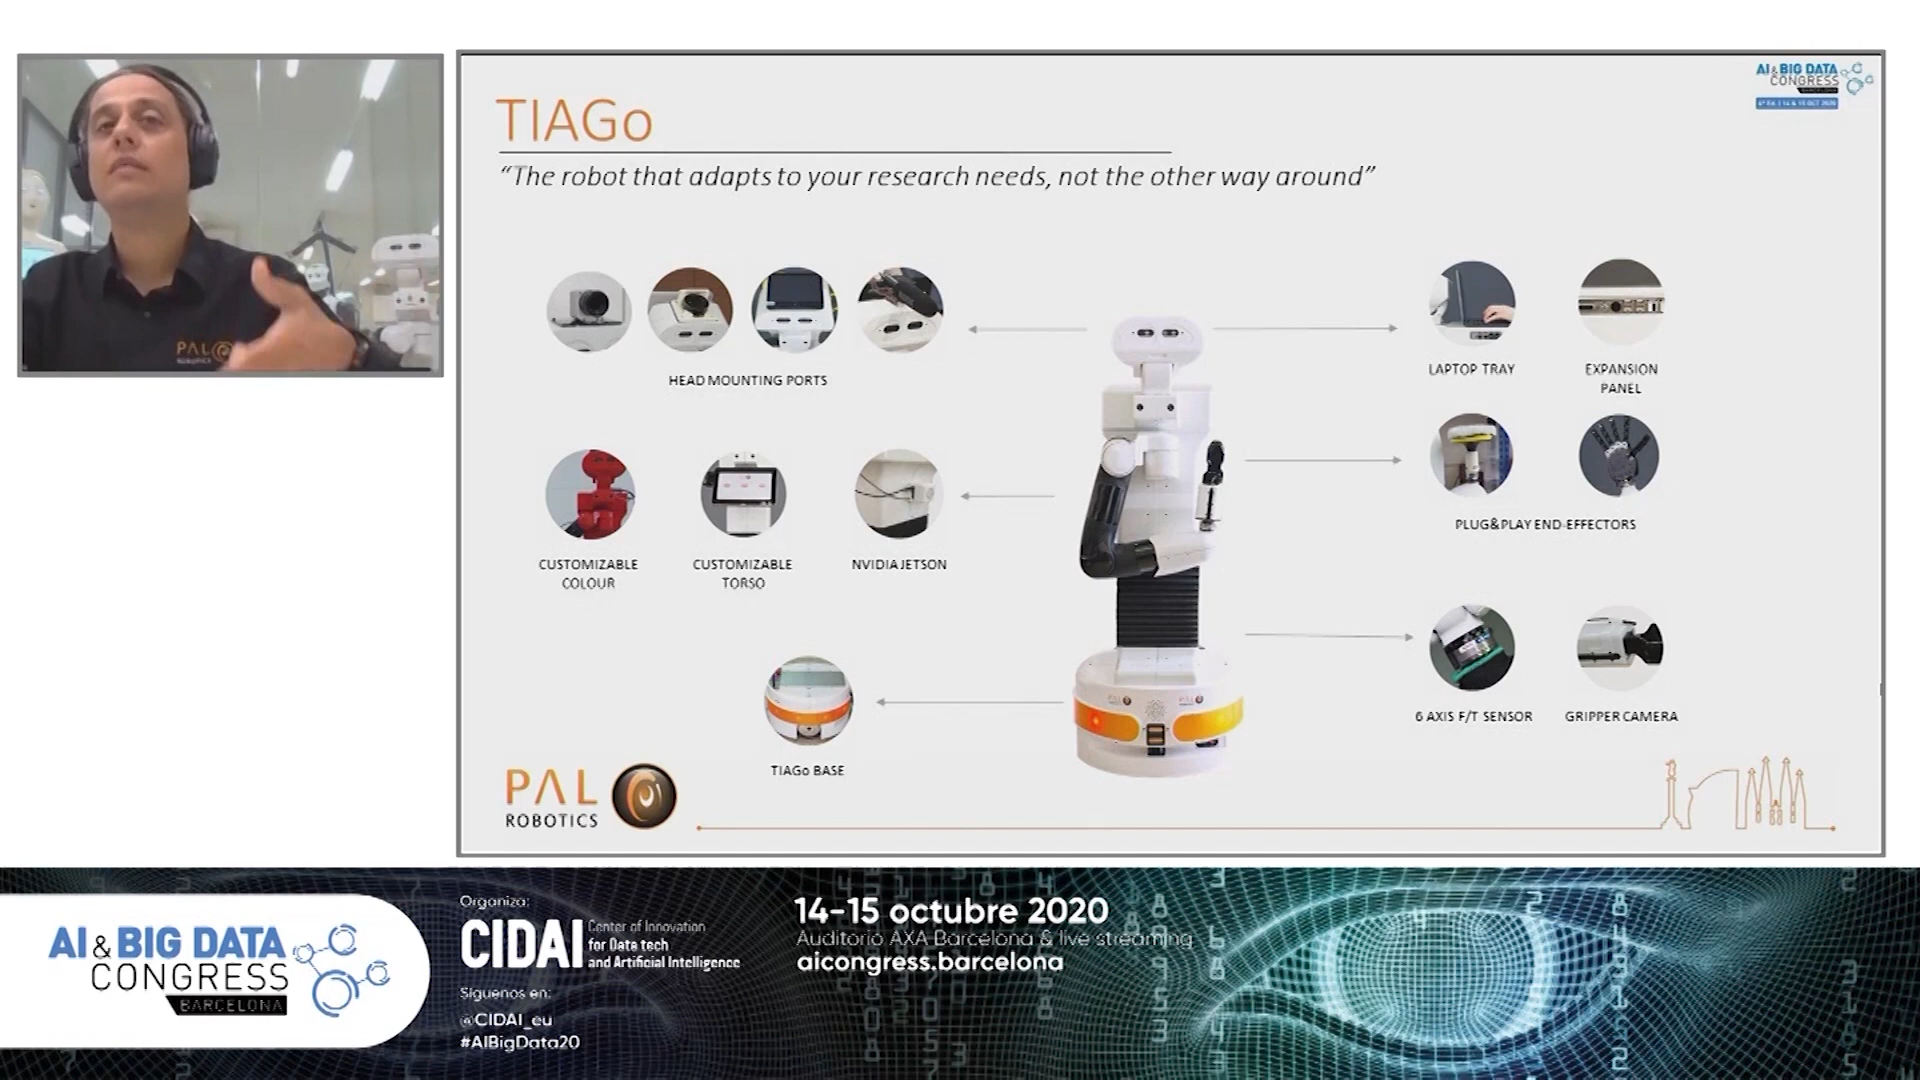 PAL
ROBOTICS
AI & BIG DATA
CONGRESS
BARCELONA
TIAGo
“The robot that adapts to your research needs, not the other way around”
HEAD MOUNTING PORTS
LAPTOP TRAY
EXPANSION
PANEL
CUSTOMIZABLE
COLOUR
CUSTOMIZABLE
TORSO
NVIDIA JETSON
PLUG&PLAY END-EFFECTORS
TIAGo BASE
6 AXIS F/T SENSOR
GRIPPER CAMERA
PAL
ROBOTICS
AI & BIG DATA
CONGRESS
BARCELONA
Organiza:
CIDAI
Center of Innovation
for Data tech
and Artificial Intelligence
Síguenos en:
@CIDAI_eu
#AIBigData20
14-15 octubre 2020
Auditorio AXA Barcelona & live streaming
aicongress.barcelona